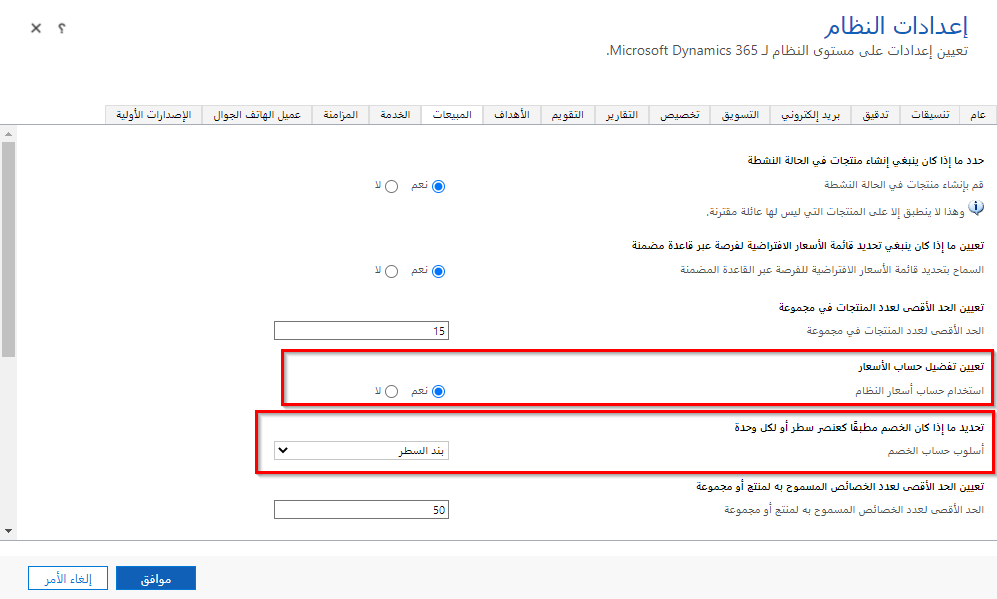 إعدادات النظام
تعيين إعدادات على مستوى النظام لـ Microsoft Dynamics 365.
عام تنسيقات تدقيق بريد إلكتروني التسويق تخصيص التقارير التقويم الأهداف المبيعات الخدمة المزامنة عميل الهاتف الجوال الإصدارات الأولية
حدد ما إذا كان ينبغي إنشاء منتجات في الحالة النشطة
قم بإنشاء منتجات في الحالة النشطة نعم لا
وهذا لا ينطبق إلا على المنتجات التي ليس لها عائلة مقترنة.
تعيين ما إذا كان ينبغي تحديد قائمة الأسعار الافتراضية لفرصة عبر قاعدة مضمنة
السماح بتحديد قائمة الأسعار الافتراضية للفرصة عبر القاعدة المضمنة نعم لا
تعيين الحد الأقصى لعدد المنتجات في مجموعة
الحد الأقصى لعدد المنتجات في مجموعة 15
تعيين تفضيل حساب الأسعار
استخدام حساب أسعار النظام نعم لا
تحديد ما إذا كان الخصم مطبقًا كعنصر سطر أو لكل وحدة
أسلوب حساب الخصم بند السطر
تعيين الحد الأقصى لعدد الخصائص المسموح به لمنتج أو مجموعة
الحد الأقصى لعدد الخصائص المسموح به لمنتج أو مجموعة 50
موافق إلغاء الأمر